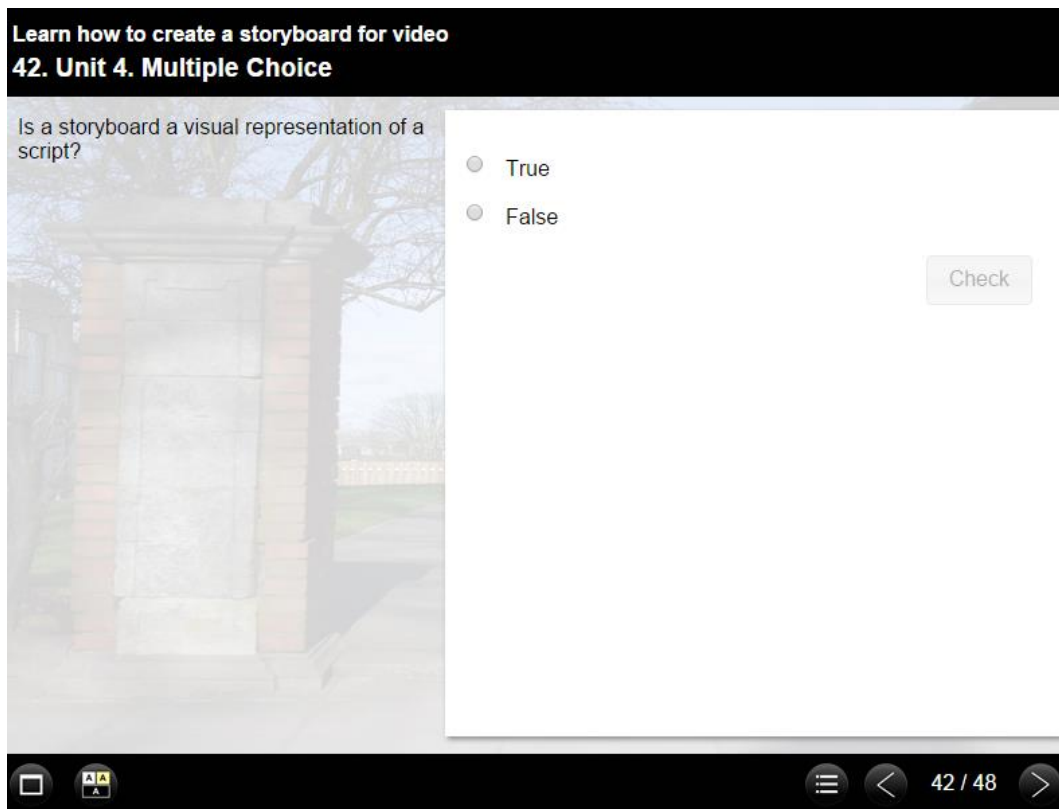 Learn how to create a storyboard for video
42. Unit 4. Multiple Choice
Is a storyboard a visual representation of a
script?
True
False
Check
A A
A
42 / 48